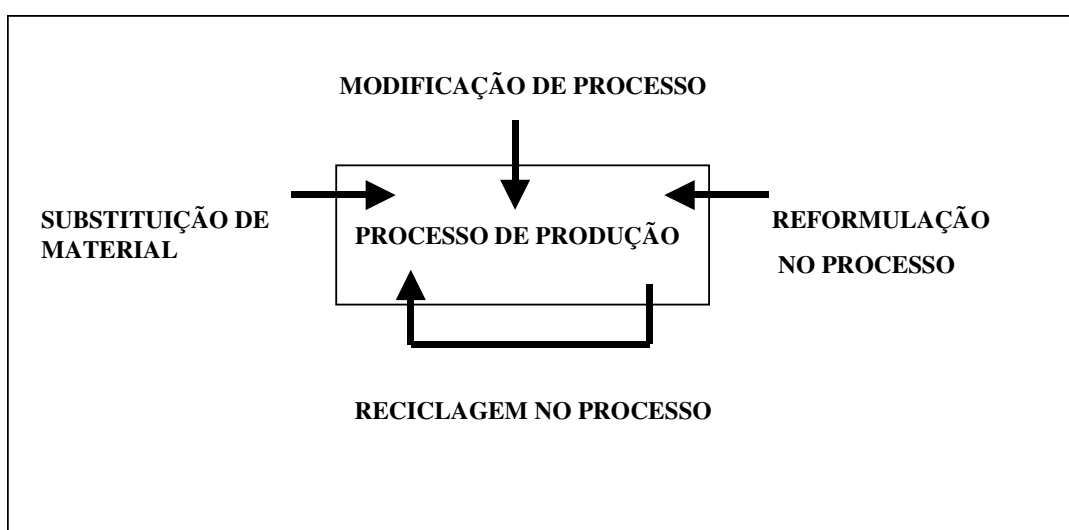 MODIFICAÇÃO DE PROCESSO
SUBSTITUIÇÃO DE
MATERIAL
PROCESSO DE PRODUÇÃO
REFORMULAÇÃO
NO PROCESSO
RECICLAGEM NO PROCESSO